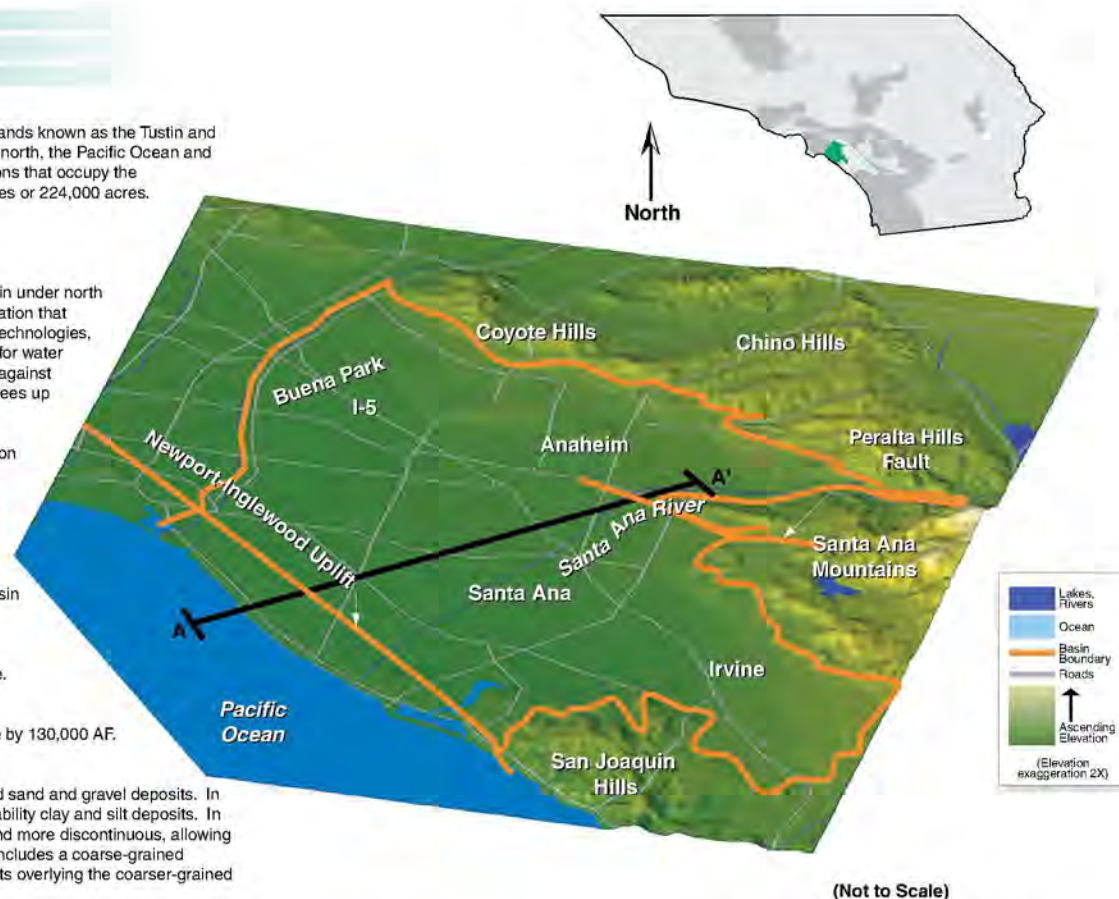 ands known as the Tustin and
north, the Pacific Ocean and
ons that occupy the
es or 224,000 acres.
in under north
ation that
echnologies,
for water
against
ees up
on
sin
e.
e by 130,000 AF.
d sand and gravel deposits. In
ability clay and silt deposits. In
nd more discontinuous, allowing
ncludes a coarse-grained
ts overlying the coarser-grained
North
Coyote Hills
Chino Hills
Buena Park
I-5
Anaheim
Peralta Hills
Fault
Newport-Inglewood Uplift
A'
Santa Ana River
Santa Ana
Mountains
Santa Ana
A
Irvine
Pacific
Ocean
San Joaquin
Hills
Lakes,
Rivers
Ocean
Basin
Boundary
Roads
Ascending
Elevation
(Elevation
exaggeration 2X)
(Not to Scale)